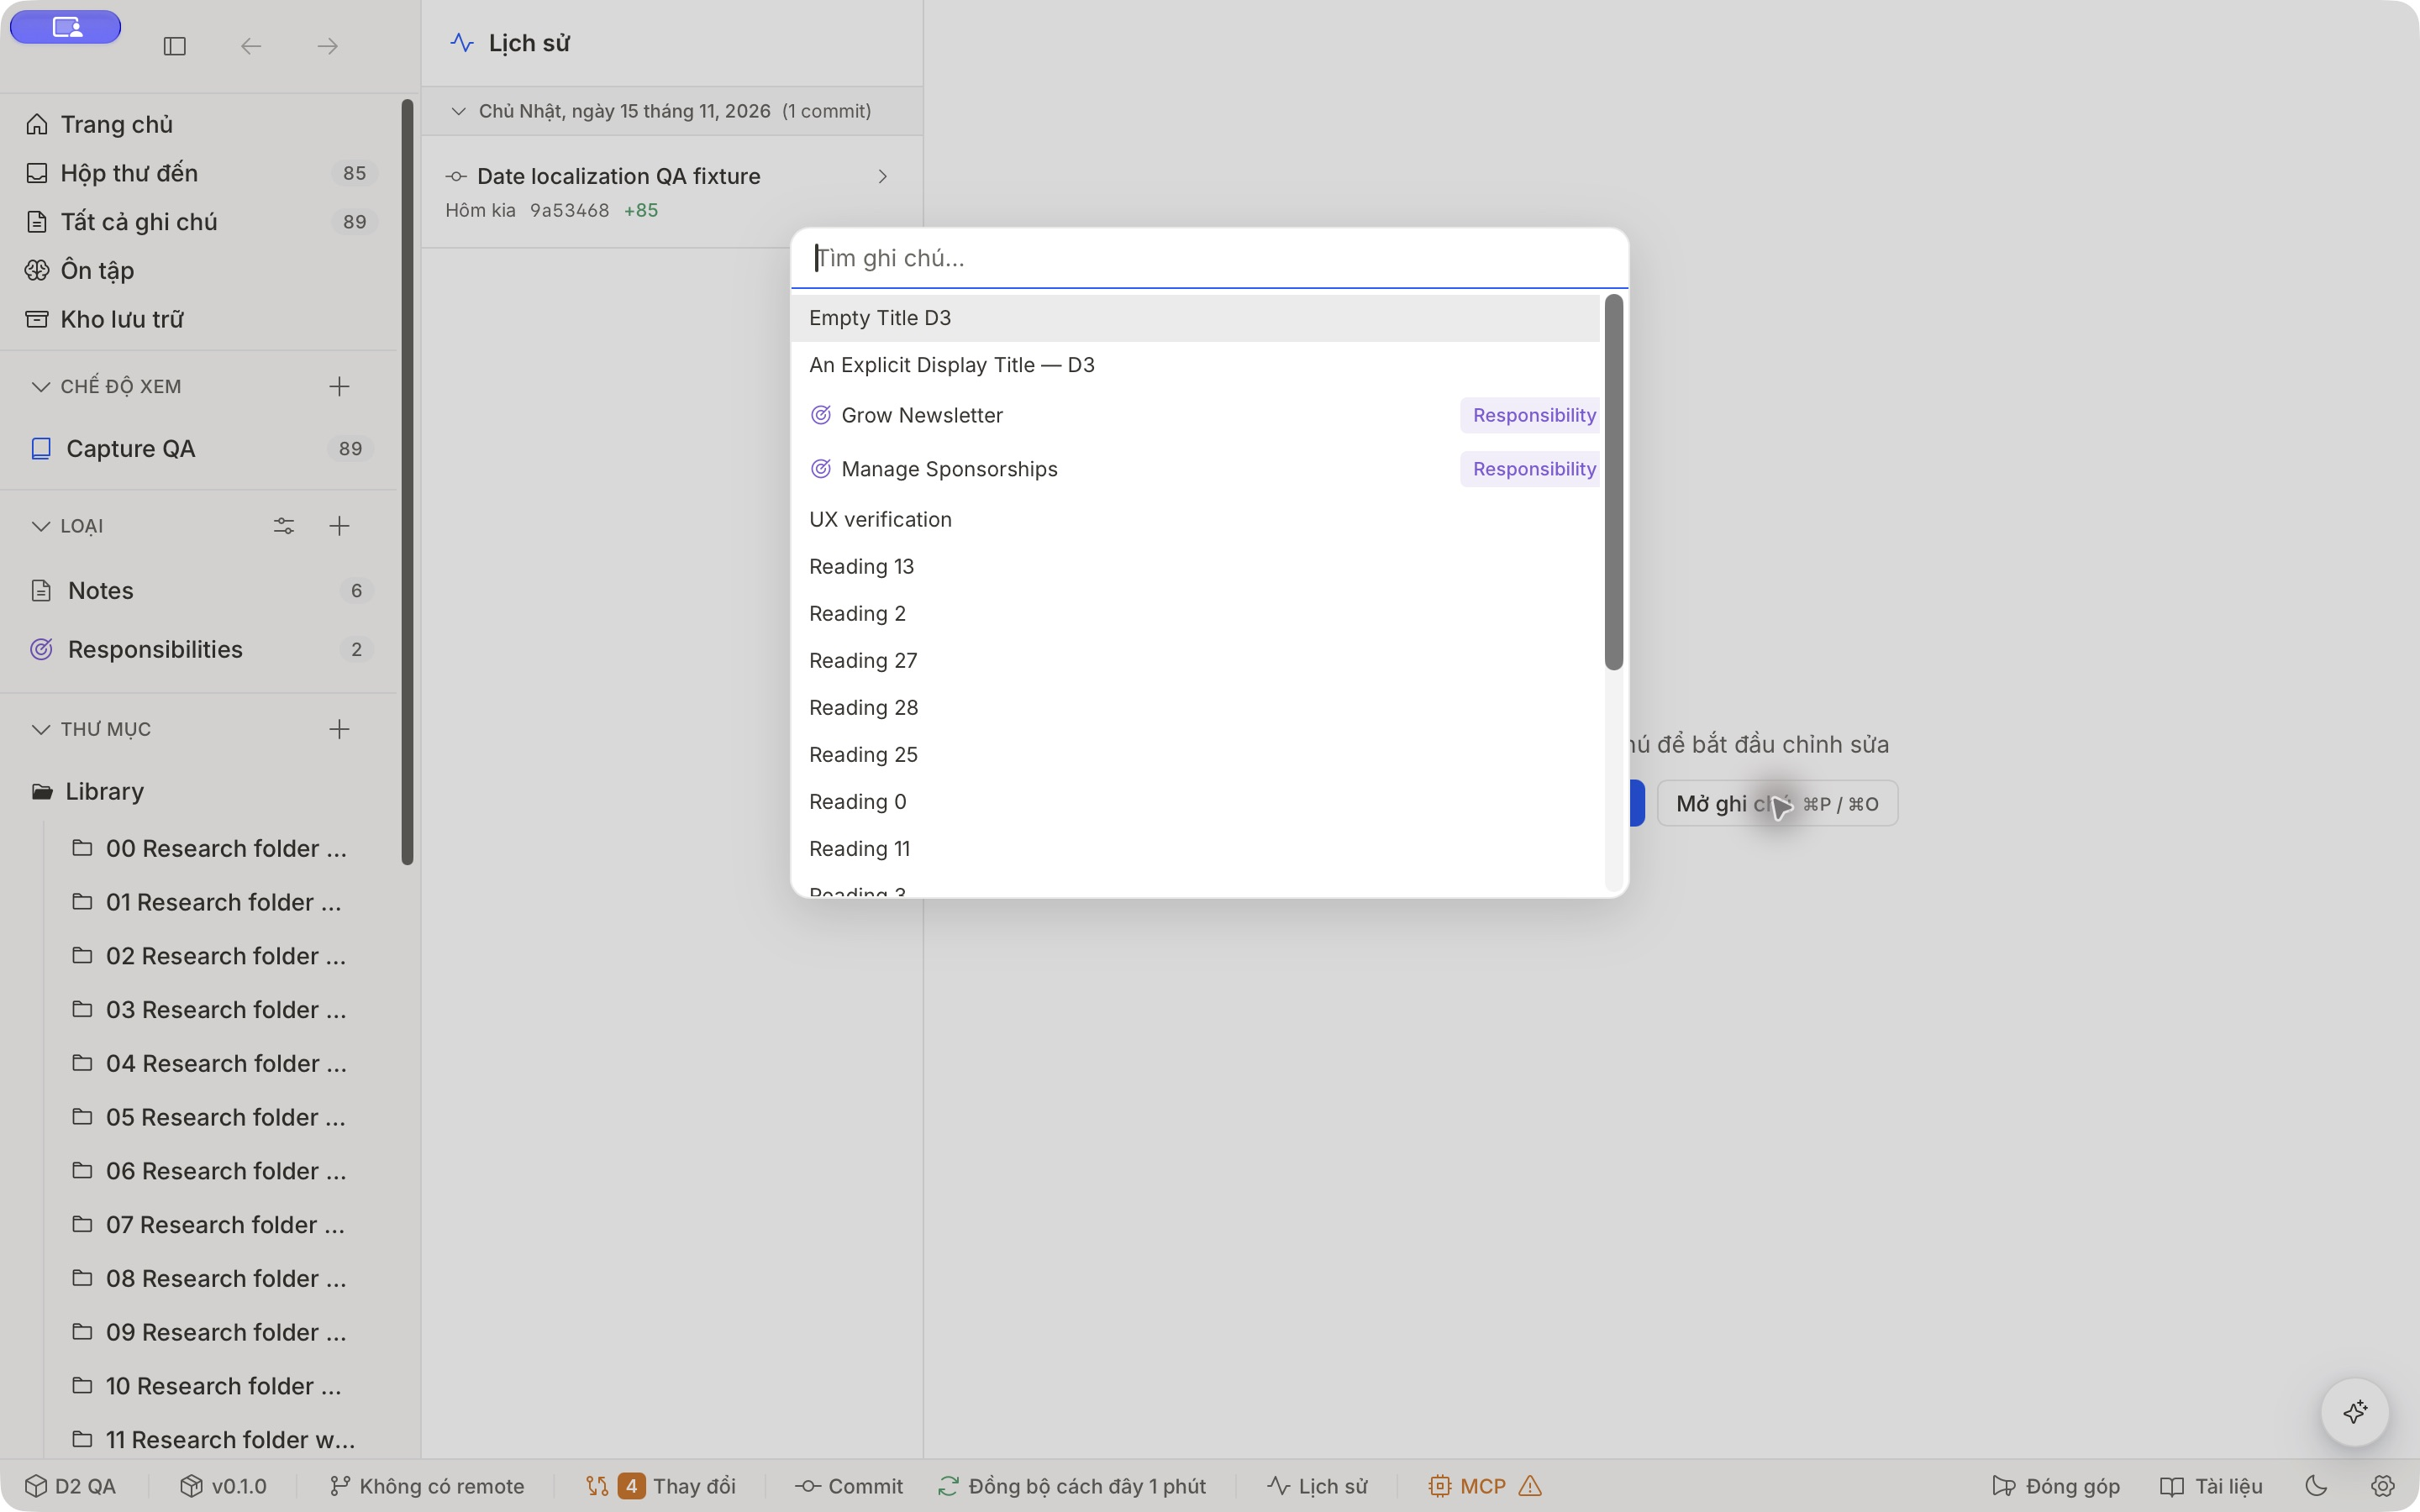 Trang chủ
Hộp thư đến 85
Tất cả ghi chú 89
Ôn tập
Kho lưu trữ
CHẾ ĐỘ XEM
Capture QA 89
LOẠI
Notes 6
Responsibilities 2
THƯ MỤC
Library
00 Research folder ...
01 Research folder ...
02 Research folder ...
03 Research folder ...
04 Research folder ...
05 Research folder ...
06 Research folder ...
07 Research folder ...
08 Research folder ...
09 Research folder ...
10 Research folder ...
11 Research folder w...
Lịch sử
Chủ Nhật, ngày 15 tháng 11, 2026 (1 commit)
Date localization QA fixture
Hôm kia 9a53468 +85
Tìm ghi chú...
Empty Title D3
An Explicit Display Title — D3
Grow Newsletter Responsibility
Manage Sponsorships Responsibility
UX verification
Reading 13
Reading 2
Reading 27
Reading 28
Reading 25
Reading 0
Reading 11
Reading 3
để bắt đầu chỉnh sửa
Mở ghi chú ⌘P / ⌘O
D2 QA v0.1.0 Không có remote 4 Thay đổi Commit Đồng bộ cách đây 1 phút Lịch sử MCP Đóng góp Tài liệu